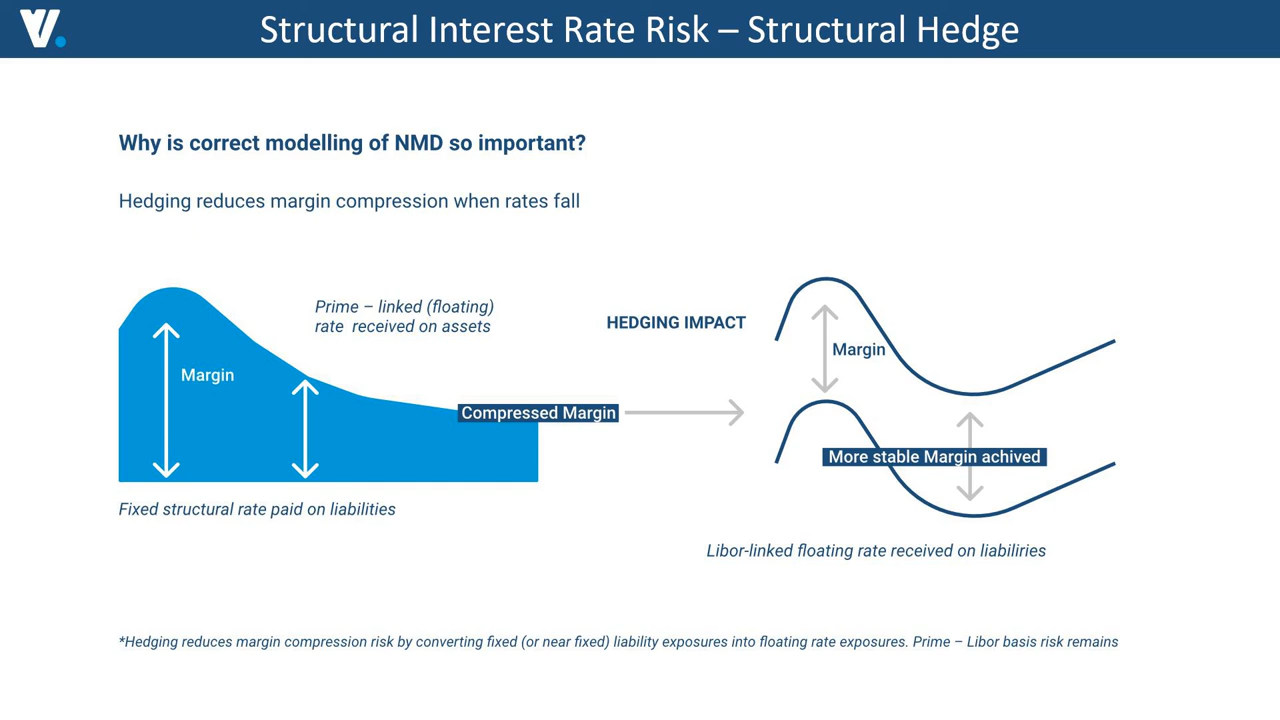 Structural Interest Rate Risk – Structural Hedge
Why is correct modelling of NMD so important?
Hedging reduces margin compression when rates fall
Prime – linked (floating)
rate received on assets
Margin
Compressed Margin
Fixed structural rate paid on liabilities
HEDGING IMPACT
Margin
More stable Margin achived
Libor-linked floating rate received on liabiliries
*Hedging reduces margin compression risk by converting fixed (or near fixed) liability exposures into floating rate exposures. Prime – Libor basis risk remains